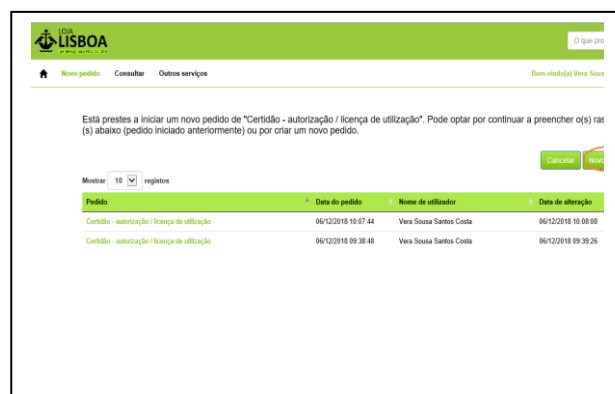 LOJA
LISBOA
O que pro
Novo pedido Consultar Outros serviços
Bem-vindo(a) Vera Sous
Está prestes a iniciar um novo pedido de "Certidão - autorização / licença de utilização". Pode optar por continuar a preencher o(s) ras
(s) abaixo (pedido iniciado anteriormente) ou por criar um novo pedido.
Cancelar Novo
Mostrar 10 registos
Pedido Data do pedido Nome de utilizador Data de alteração
Certidão - autorização / licença de utilização 06/12/2018 10:07:44 Vera Sousa Santos Costa 06/12/2018 10:08:08
Certidão - autorização / licença de utilização 06/12/2018 09:38:48 Vera Sousa Santos Costa 06/12/2018 09:39:26